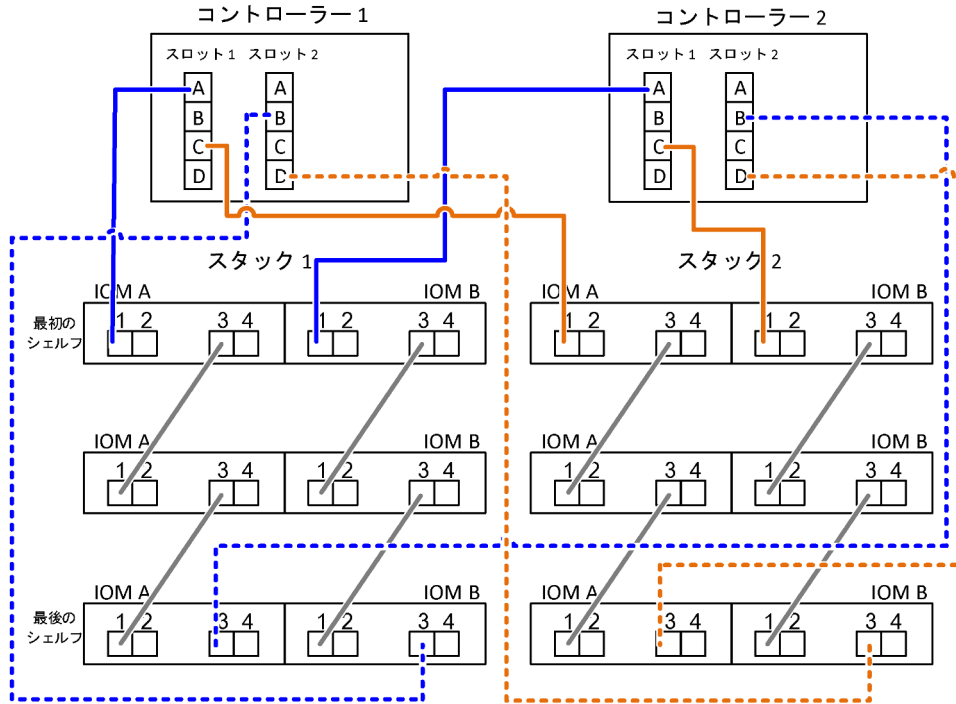 コントローラー 1 コントローラー 2
スロット 1 スロット 2 スロット 1 スロット 2
A A A A
B B B B
C C C C
D D D D
スタック 1 スタック 2
IOM A IOM B IOM A IOM B
最初の
シェルフ
1 2 3 4 1 2 3 4 1 2 3 4 1 2 3 4
IOM A IOM B IOM A IOM B
1 2 3 4 1 2 3 4 1 2 3 4 1 2 3 4
IOM A IOM B IOM A IOM B
最後の
シェルフ
1 2 3 4 1 2 3 4 1 2 3 4 1 2 3 4